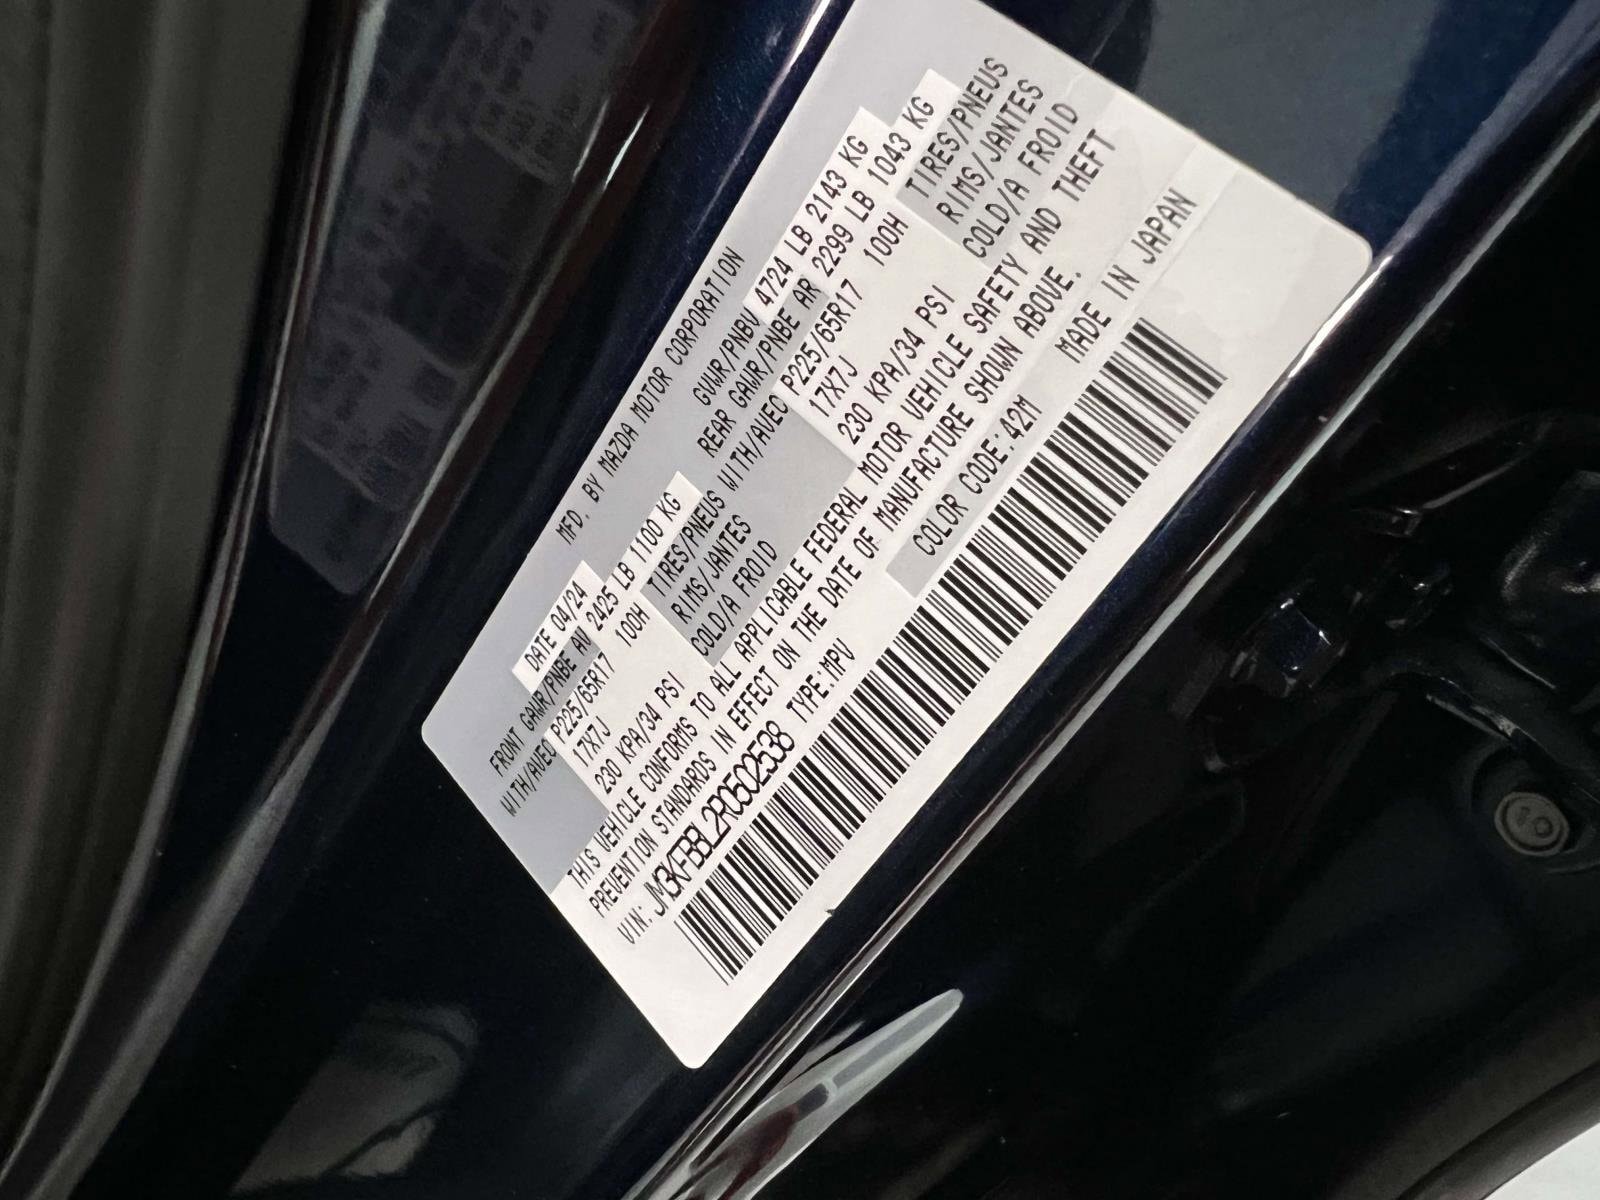 MFD. BY MAZDA MOTOR CORPORATION
DATE 04/24
GVWR/PNBV 4724 LB 2143 KG
FRONT GAWR/PNBE AV 2425 LB 1100 KG
REAR GAWR/PNBE AR 2299 LB 1043 KG
WITH/AVEC P225/65R17 100H TIRES/PNEUS WITH/AVEC P225/65R17 100H TIRES/PNEUS
17X7J RIMS/JANTES 17X7J RIMS/JANTES
230 KPA/34 PSI COLD/A FROID 230 KPA/34 PSI COLD/A FROID
THIS VEHICLE CONFORMS TO ALL APPLICABLE FEDERAL MOTOR VEHICLE SAFETY AND THEFT
PREVENTION STANDARDS IN EFFECT ON THE DATE OF MANUFACTURE SHOWN ABOVE.
VIN: JM3KFBBL2R0502538 TYPE:MPV COLOR CODE:42M MADE IN JAPAN